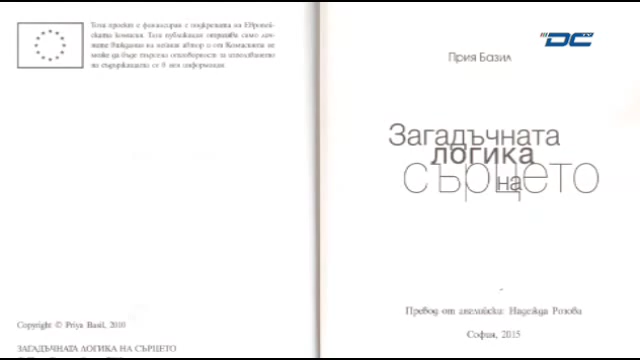 Този проект е финансиран с подкрепата на Европей-
ската комисия. Тази публикация отразява само лич-
ните виждания на нейния автор и от Комисията не
може да бъде търсена отговорност за използването
на съдържащата се в нея информация.
Copyright © Priya Basil, 2010
ЗАГАДЪЧНАТА ЛОГИКА НА СЪРЦЕТО
DC
Прия Базил
Загадъчната
логика
на
сърцето
Превод от английски: Надежда Розова
София, 2015